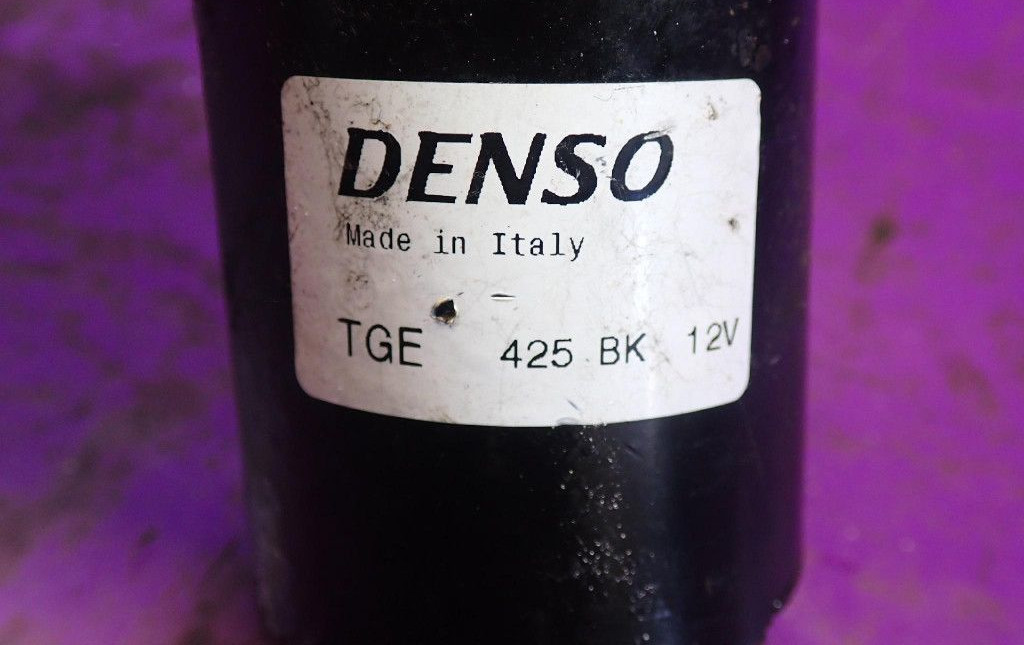 DENSO
Made in Italy
TGE 425 BK 12V